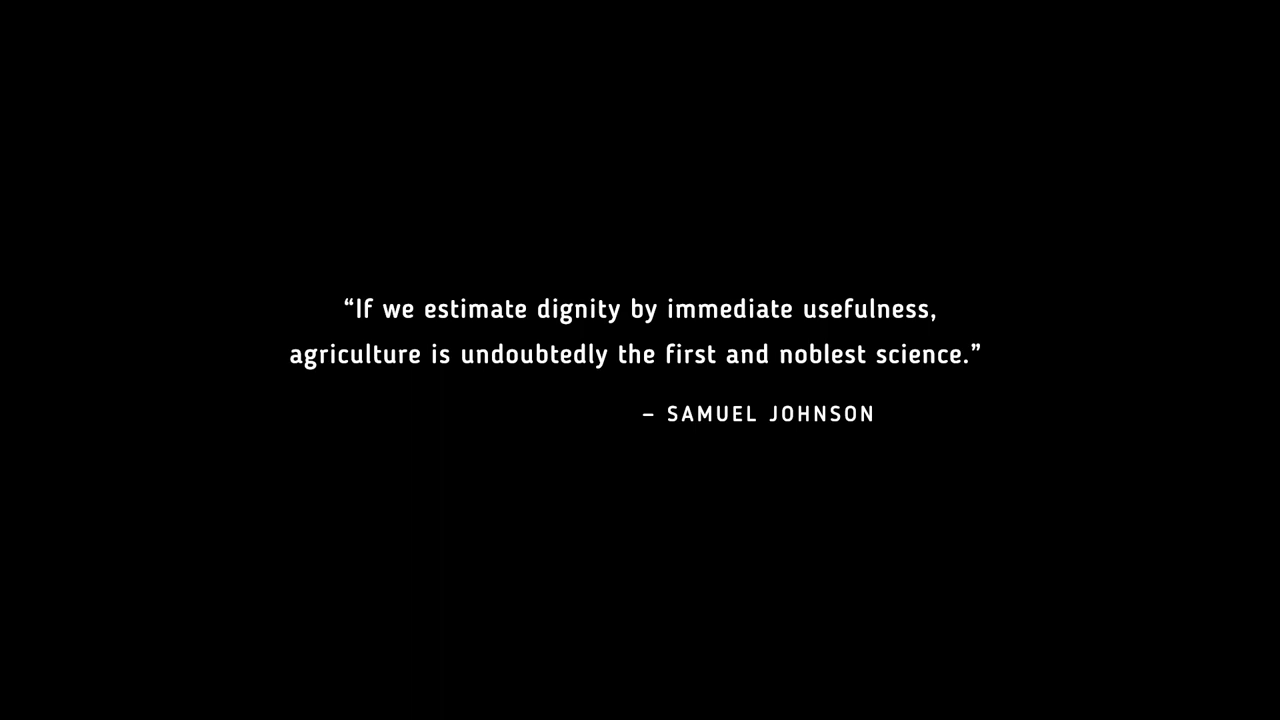 “If we estimate dignity by immediate usefulness,
agriculture is undoubtedly the first and noblest science.”
– SAMUEL JOHNSON